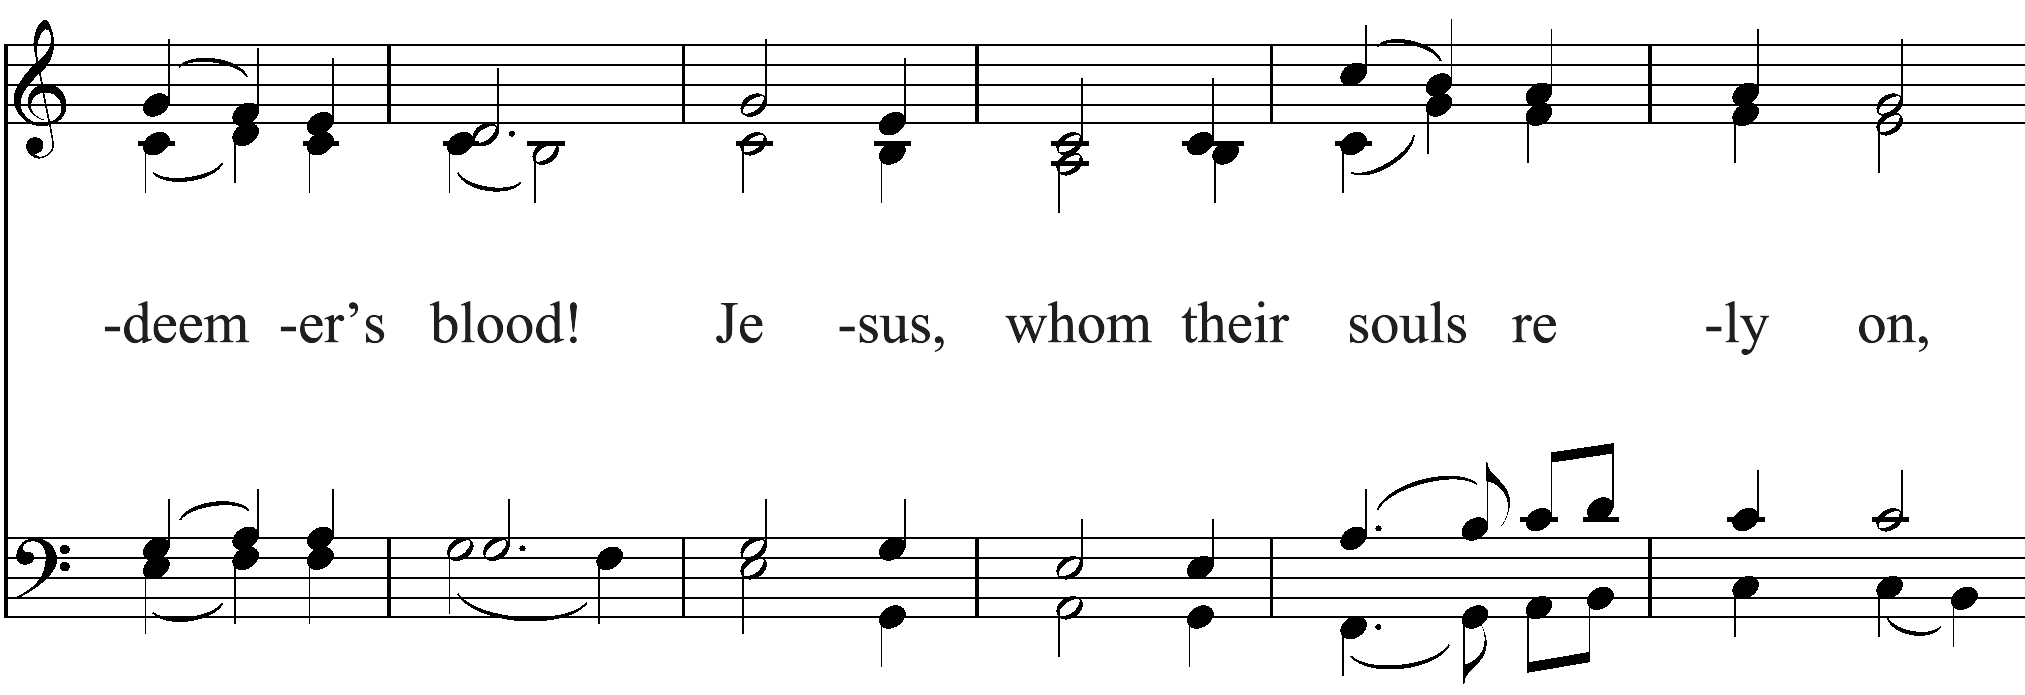 -deem -er’s blood! Je -sus, whom their souls re -ly on,